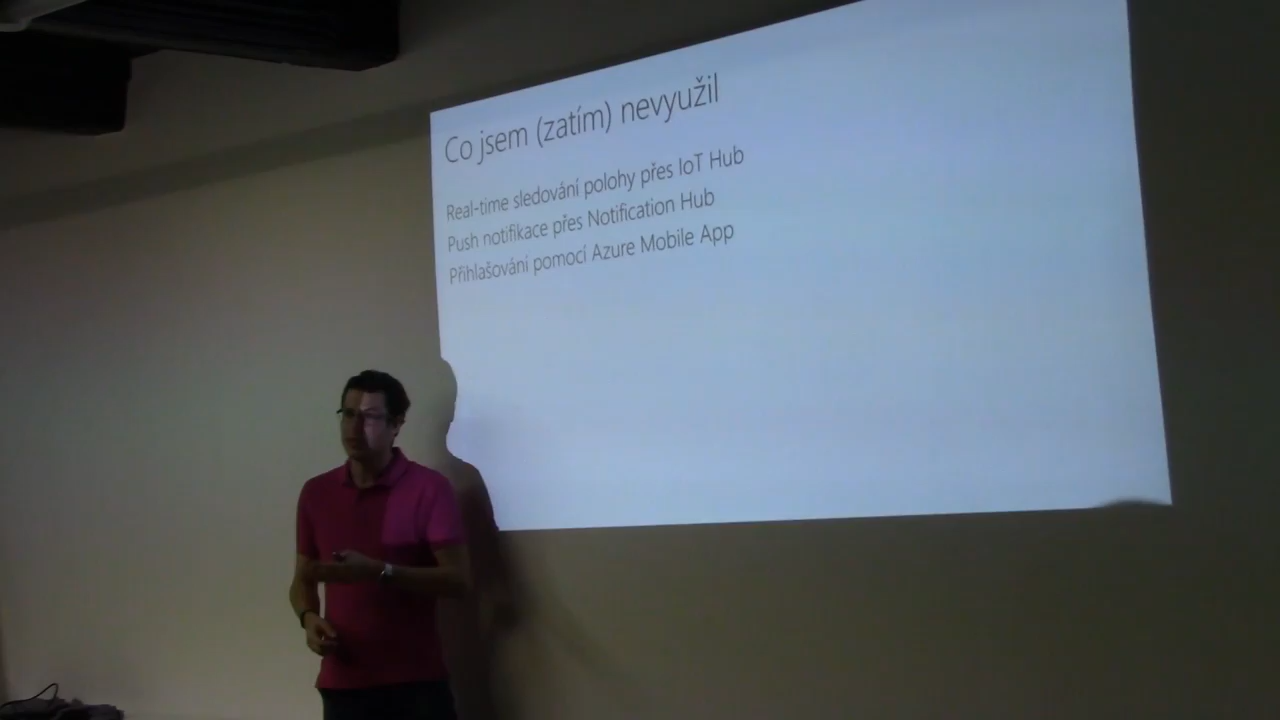 Co jsem (zatím) nevyužil
Real-time sledování polohy přes IoT Hub
Push notifikace přes Notification Hub
Přihlašování pomocí Azure Mobile App